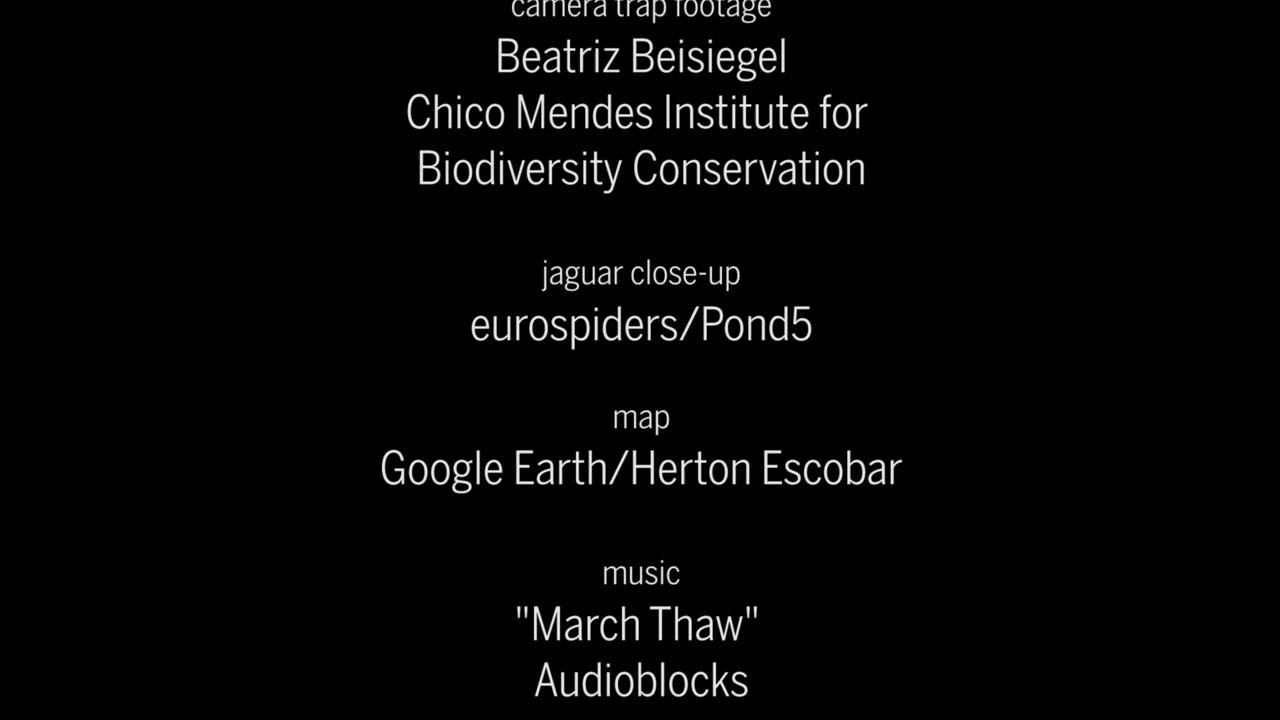 camera trap footage
Beatriz Beisiegel
Chico Mendes Institute for
Biodiversity Conservation
jaguar close-up
eurospiders/Pond5
map
Google Earth/Herton Escobar
music
"March Thaw"
Audioblocks